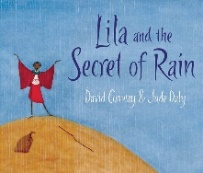 Lila and the
Secret of Rain
David Conway & Jude Daly